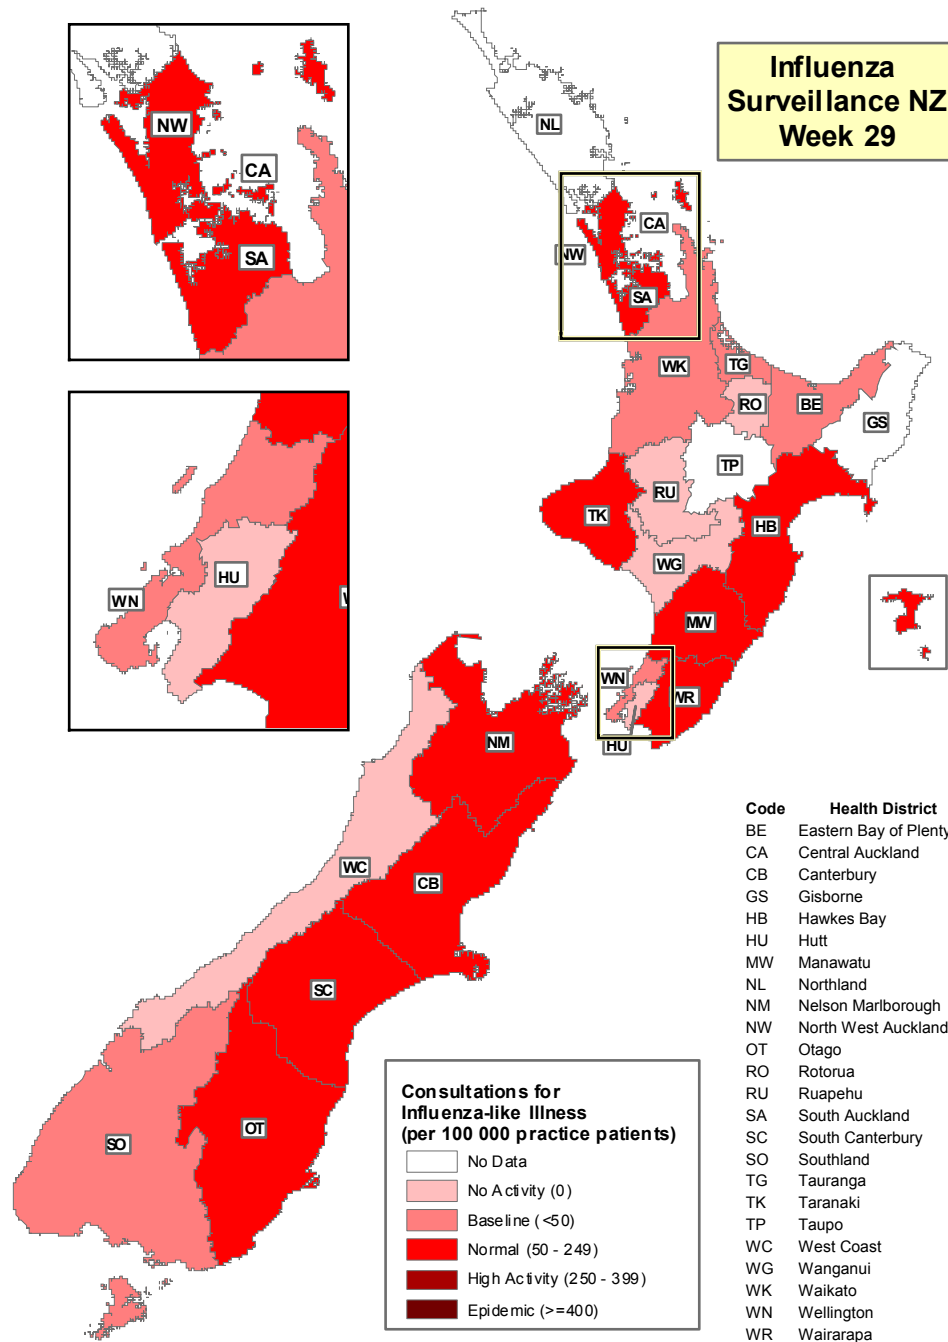 Influenza
Surveillance NZ
Week 29
NW
CA
SA
NL
CA
NW
SA
WK
TG
RO
BE
GS
TP
RU
TK
HB
WG
MW
WN
WR
HU
HU
WN
NM
WC
CB
SC
OT
SO
Consultations for
Influenza-like Illness
(per 100 000 practice patients)
No Data
No Activity (0)
Baseline (<50)
Normal (50 - 249)
High Activity (250 - 399)
Epidemic (>=400)
Code Health District
BE Eastern Bay of Plenty
CA Central Auckland
CB Canterbury
GS Gisborne
HB Hawkes Bay
HU Hutt
MW Manawatu
NL Northland
NM Nelson Marlborough
NW North West Auckland
OT Otago
RO Rotorua
RU Ruapehu
SA South Auckland
SC South Canterbury
SO Southland
TG Tauranga
TK Taranaki
TP Taupo
WC West Coast
WG Wanganui
WK Waikato
WN Wellington
WR Wairarapa